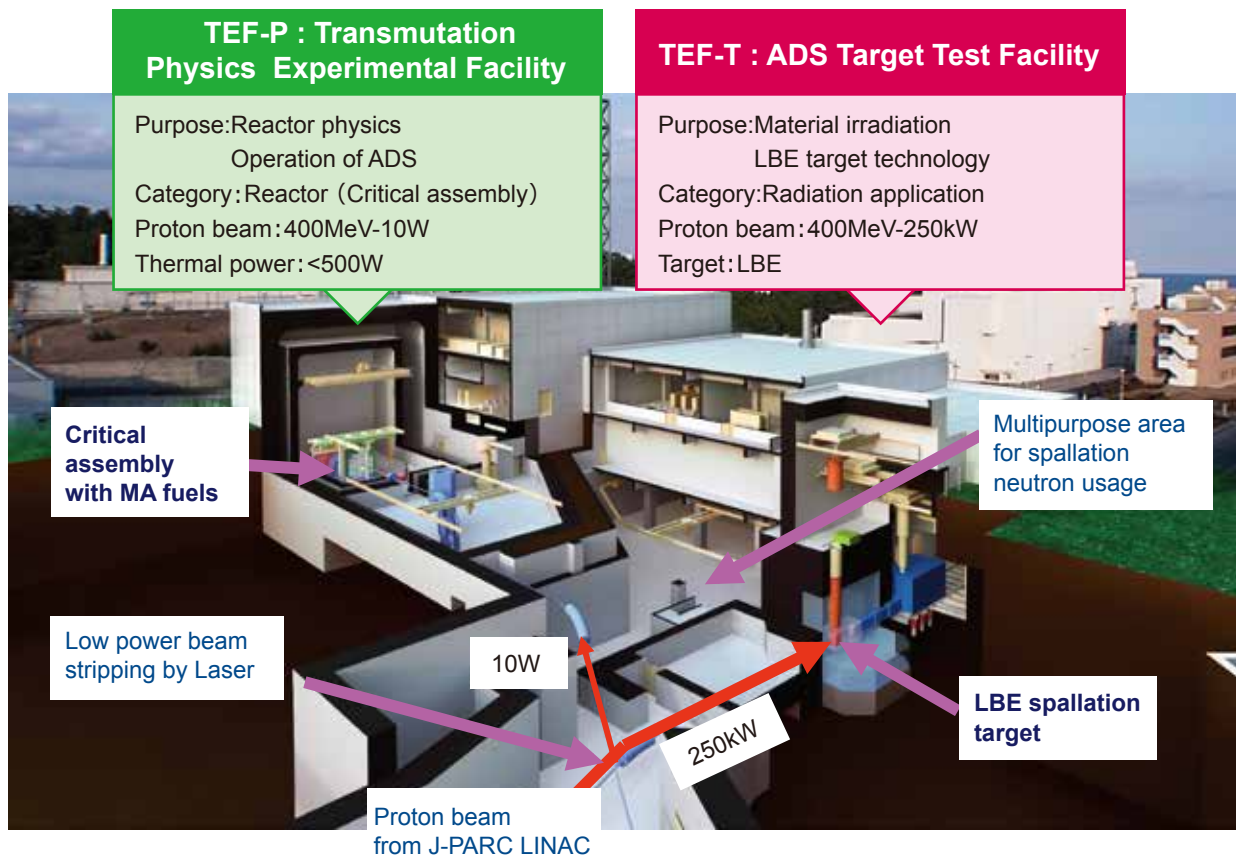 TEF-P : Transmutation
Physics Experimental Facility
Purpose:Reactor physics
Operation of ADS
Category:Reactor (Critical assembly)
Proton beam:400MeV-10W
Thermal power:<500W
TEF-T : ADS Target Test Facility
Purpose:Material irradiation
LBE target technology
Category:Radiation application
Proton beam:400MeV-250kW
Target:LBE
Critical
assembly
with MA fuels
Multipurpose area
for spallation
neutron usage
Low power beam
stripping by Laser
10W
250kW
LBE spallation
target
Proton beam
from J-PARC LINAC